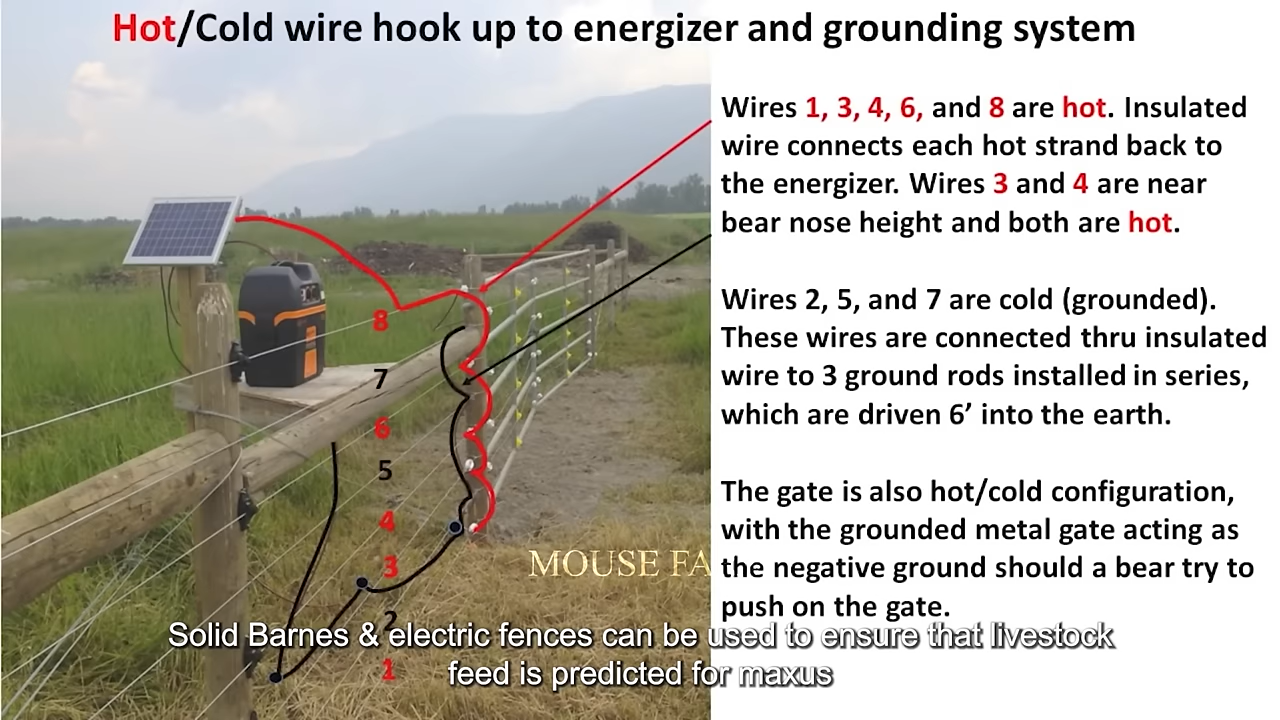 Hot/Cold wire hook up to energizer and grounding system
Wires 1, 3, 4, 6, and 8 are hot. Insulated
wire connects each hot strand back to
the energizer. Wires 3 and 4 are near
bear nose height and both are hot.
Wires 2, 5, and 7 are cold (grounded).
These wires are connected thru insulated
wire to 3 ground rods installed in series,
which are driven 6’ into the earth.
The gate is also hot/cold configuration,
with the grounded metal gate acting as
the negative ground should a bear try to
push on the gate.
8
7
6
5
4
3
2
1
MOUSE FA
Solid Barnes & electric fences can be used to ensure that livestock
feed is predicted for maxus